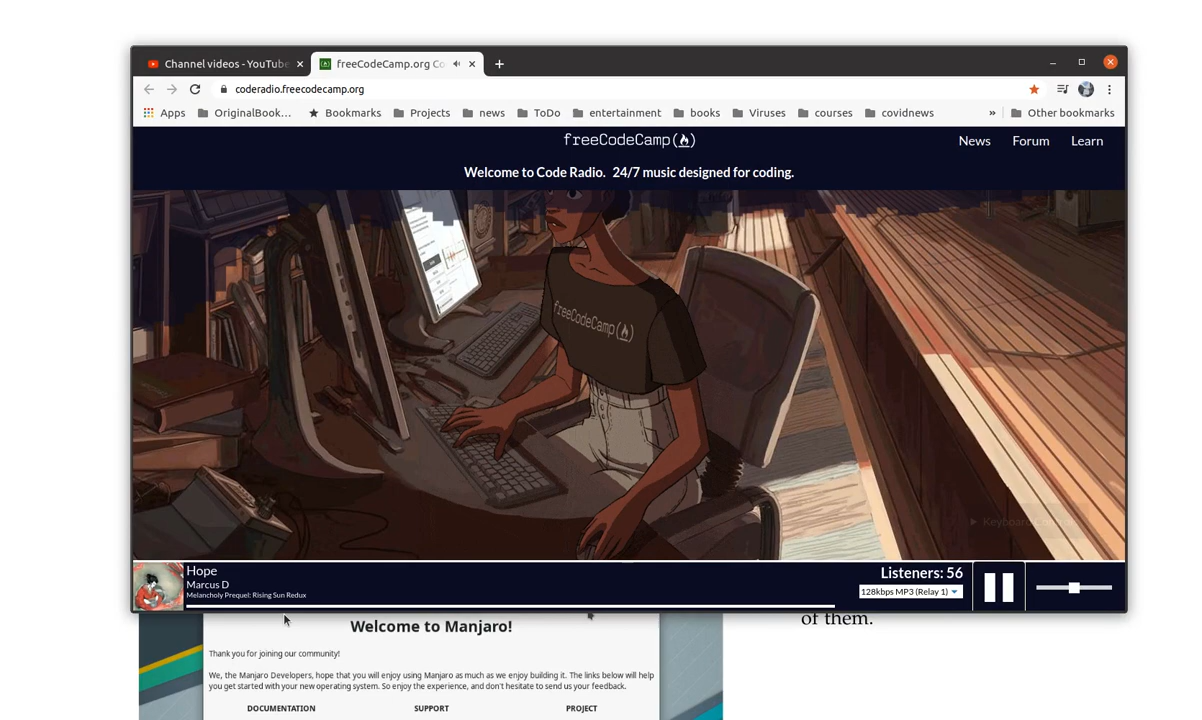 Channel videos - YouTube
freeCodeCamp.org Co
coderadio.freecodecamp.org
Apps OriginalBook... Bookmarks Projects news ToDo entertainment books Viruses courses covidnews » Other bookmarks
freeCodeCamp(🔥)
News Forum Learn
Welcome to Code Radio. 24/7 music designed for coding.
freeCodeCamp(🔥)
Keyboard Controls
Hope
Marcus D
Melancholy Prequel: Rising Sun Redux
Listeners: 56
128kbps MP3 (Relay 1)
of them.
Welcome to Manjaro!
Thank you for joining our community!
We, the Manjaro Developers, hope that you will enjoy using Manjaro as much as we enjoy building it. The links below will help
you get started with your new operating system. So enjoy the experience, and don't hesitate to send us your feedback.
DOCUMENTATION SUPPORT PROJECT